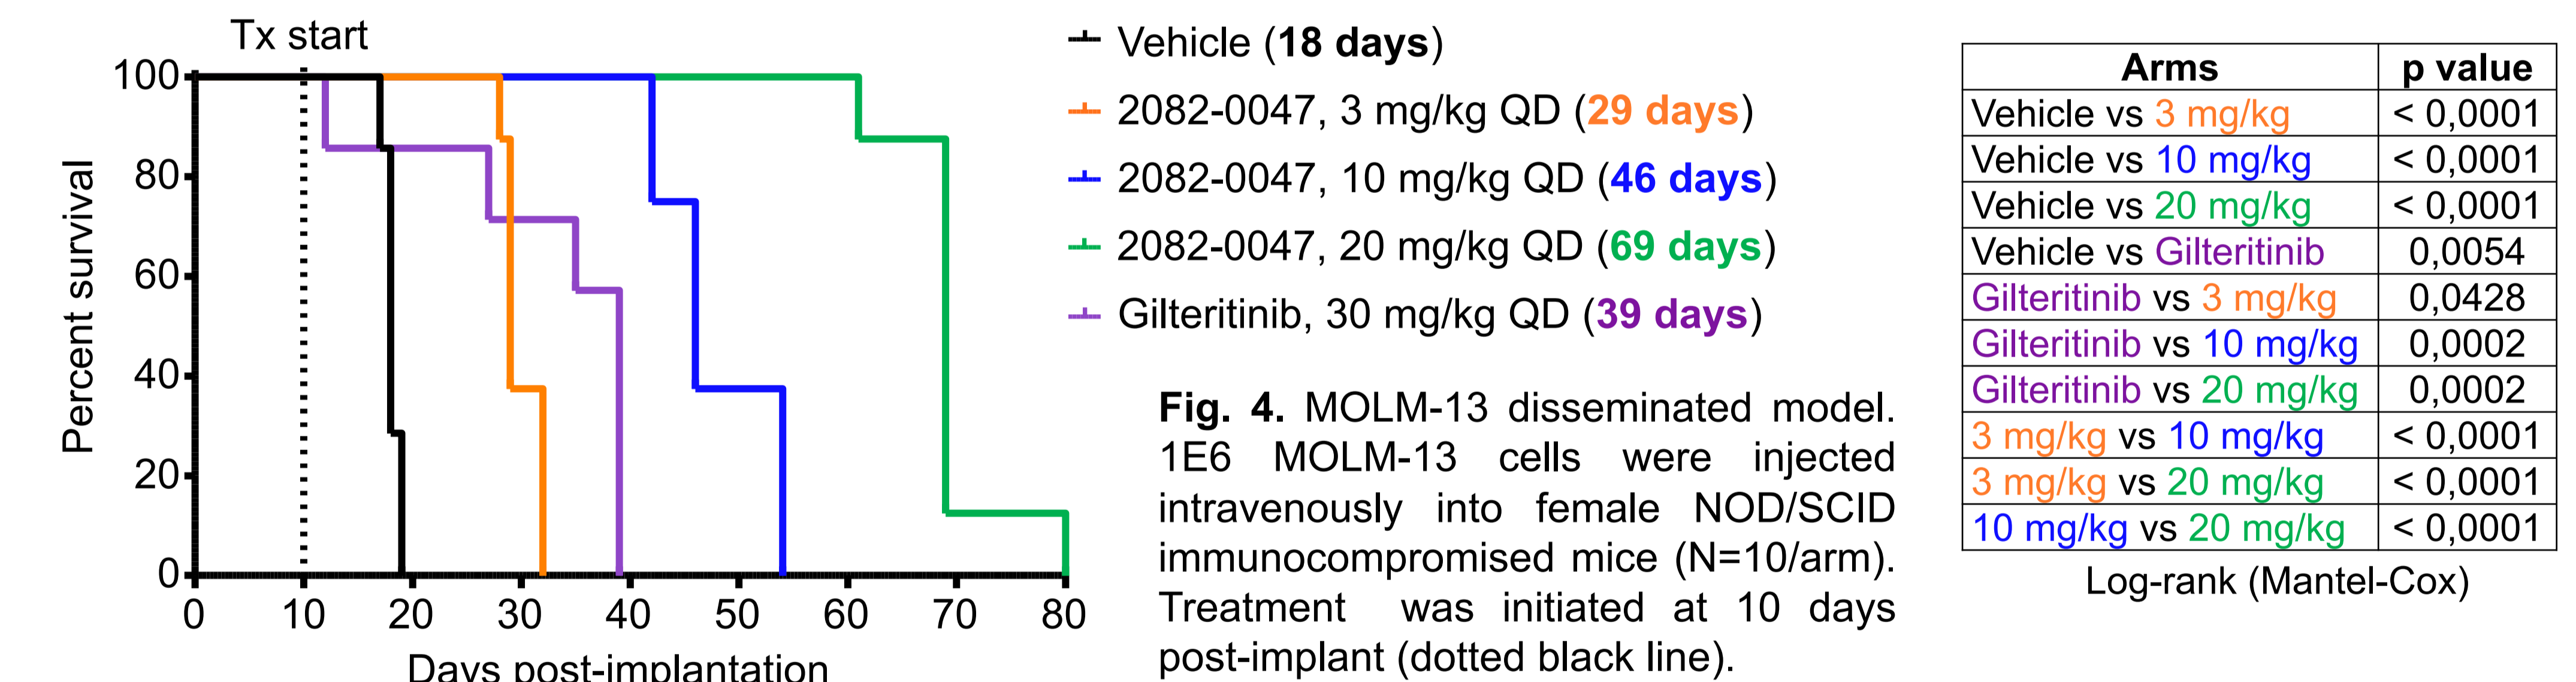 Tx start
100
80
60
40
20
0
Percent survival
0 10 20 30 40 50 60 70 80
Days post-implantation
Vehicle (18 days)
2082-0047, 3 mg/kg QD (29 days)
2082-0047, 10 mg/kg QD (46 days)
2082-0047, 20 mg/kg QD (69 days)
Gilteritinib, 30 mg/kg QD (39 days)
Fig. 4. MOLM-13 disseminated model.
1E6 MOLM-13 cells were injected
intravenously into female NOD/SCID
immunocompromised mice (N=10/arm).
Treatment was initiated at 10 days
post-implant (dotted black line).
Arms p value
Vehicle vs 3 mg/kg < 0,0001
Vehicle vs 10 mg/kg < 0,0001
Vehicle vs 20 mg/kg < 0,0001
Vehicle vs Gilteritinib 0,0054
Gilteritinib vs 3 mg/kg 0,0428
Gilteritinib vs 10 mg/kg 0,0002
Gilteritinib vs 20 mg/kg 0,0002
3 mg/kg vs 10 mg/kg < 0,0001
3 mg/kg vs 20 mg/kg < 0,0001
10 mg/kg vs 20 mg/kg < 0,0001
Log-rank (Mantel-Cox)